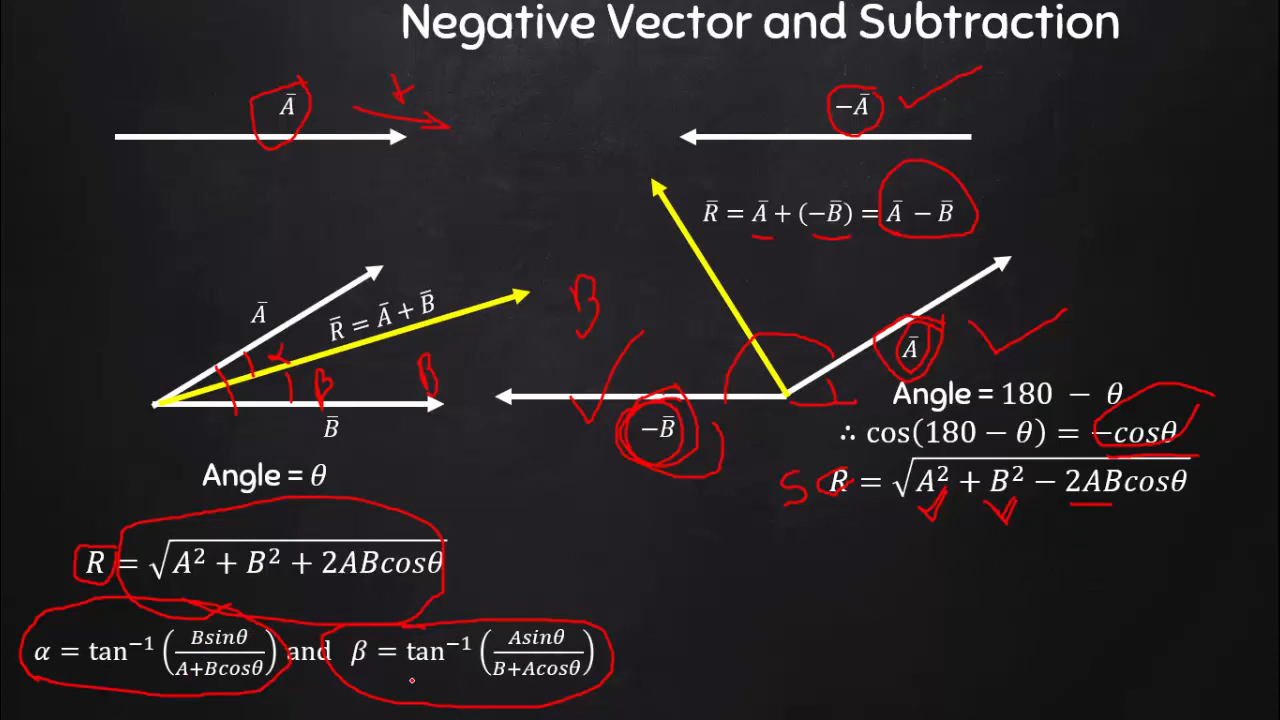 Negative Vector and Subtraction
Ā
+
−Ā
R̄ = Ā + (−B̄) = Ā − B̄
Ā
R̄ = Ā + B̄
α
β
B
B̄
Angle = θ
R = √A² + B² + 2ABcosθ
α = tan⁻¹ (Bsinθ / A+Bcosθ) and β = tan⁻¹ (Asinθ / B+Acosθ)
B
−B̄
Ā
Angle = 180 − θ
∴ cos(180 − θ) = −cosθ
S R = √A² + B² − 2ABcosθ